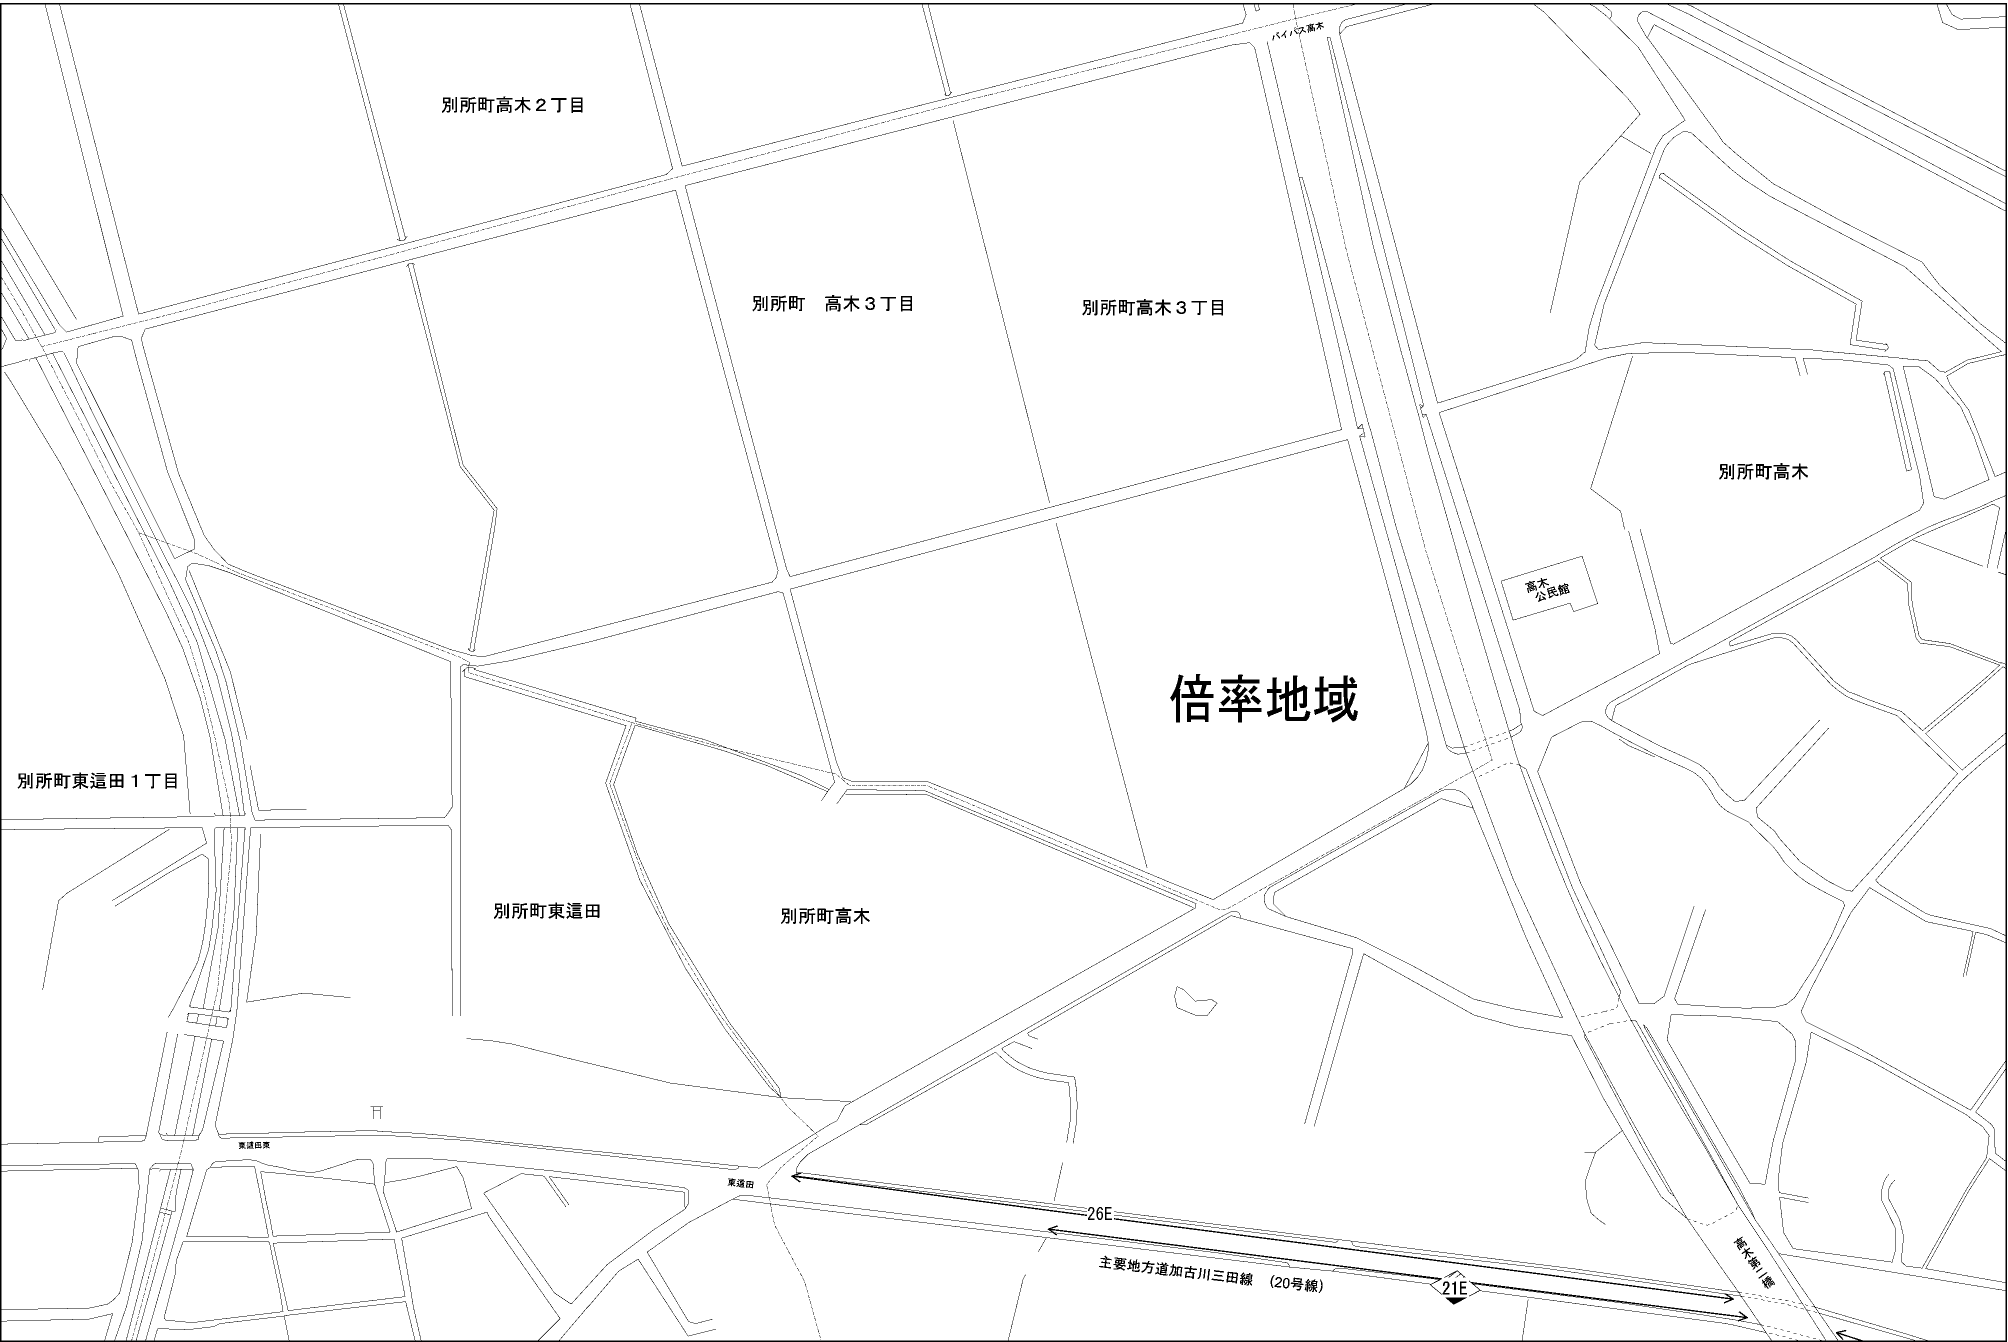 バイパス高木
別所町高木２丁目
別所町　高木３丁目
別所町高木３丁目
別所町高木
高木
公民館
倍率地域
別所町東這田１丁目
別所町東這田
別所町高木
東這田東
東這田
26E
主要地方道加古川三田線　(20号線)
21E
高木第二橋